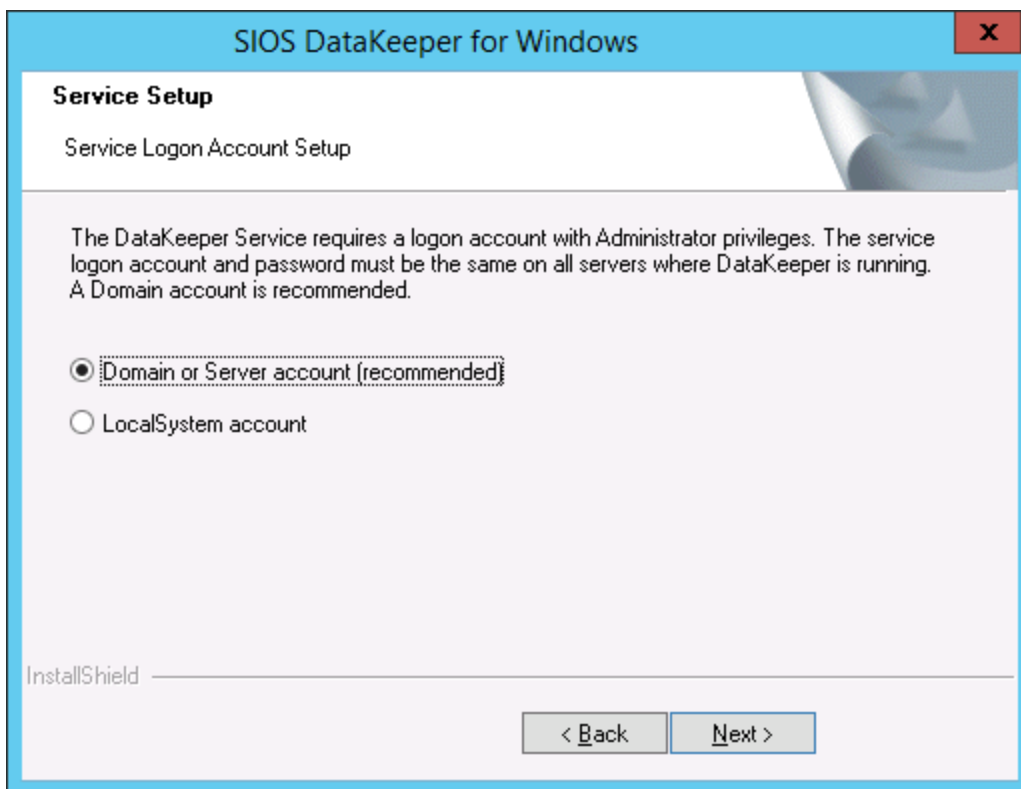 SIOS DataKeeper for Windows
x
Service Setup
Service Logon Account Setup
The DataKeeper Service requires a logon account with Administrator privileges. The service
logon account and password must be the same on all servers where DataKeeper is running.
A Domain account is recommended.
Domain or Server account (recommended)
LocalSystem account
InstallShield
< Back
Next >